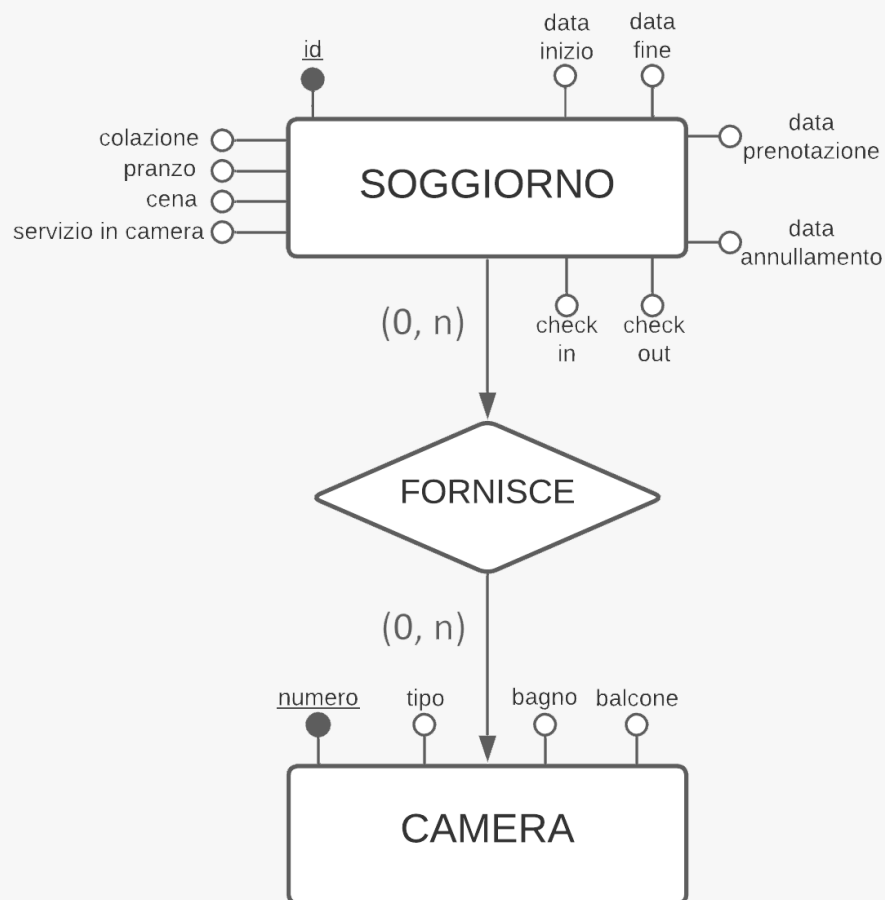 id
data
inizio
data
fine
colazione
pranzo
cena
servizio in camera
data
prenotazione
SOGGIORNO
data
annullamento
(0, n)
check
in
check
out
FORNISCE
(0, n)
numero
tipo
bagno
balcone
CAMERA